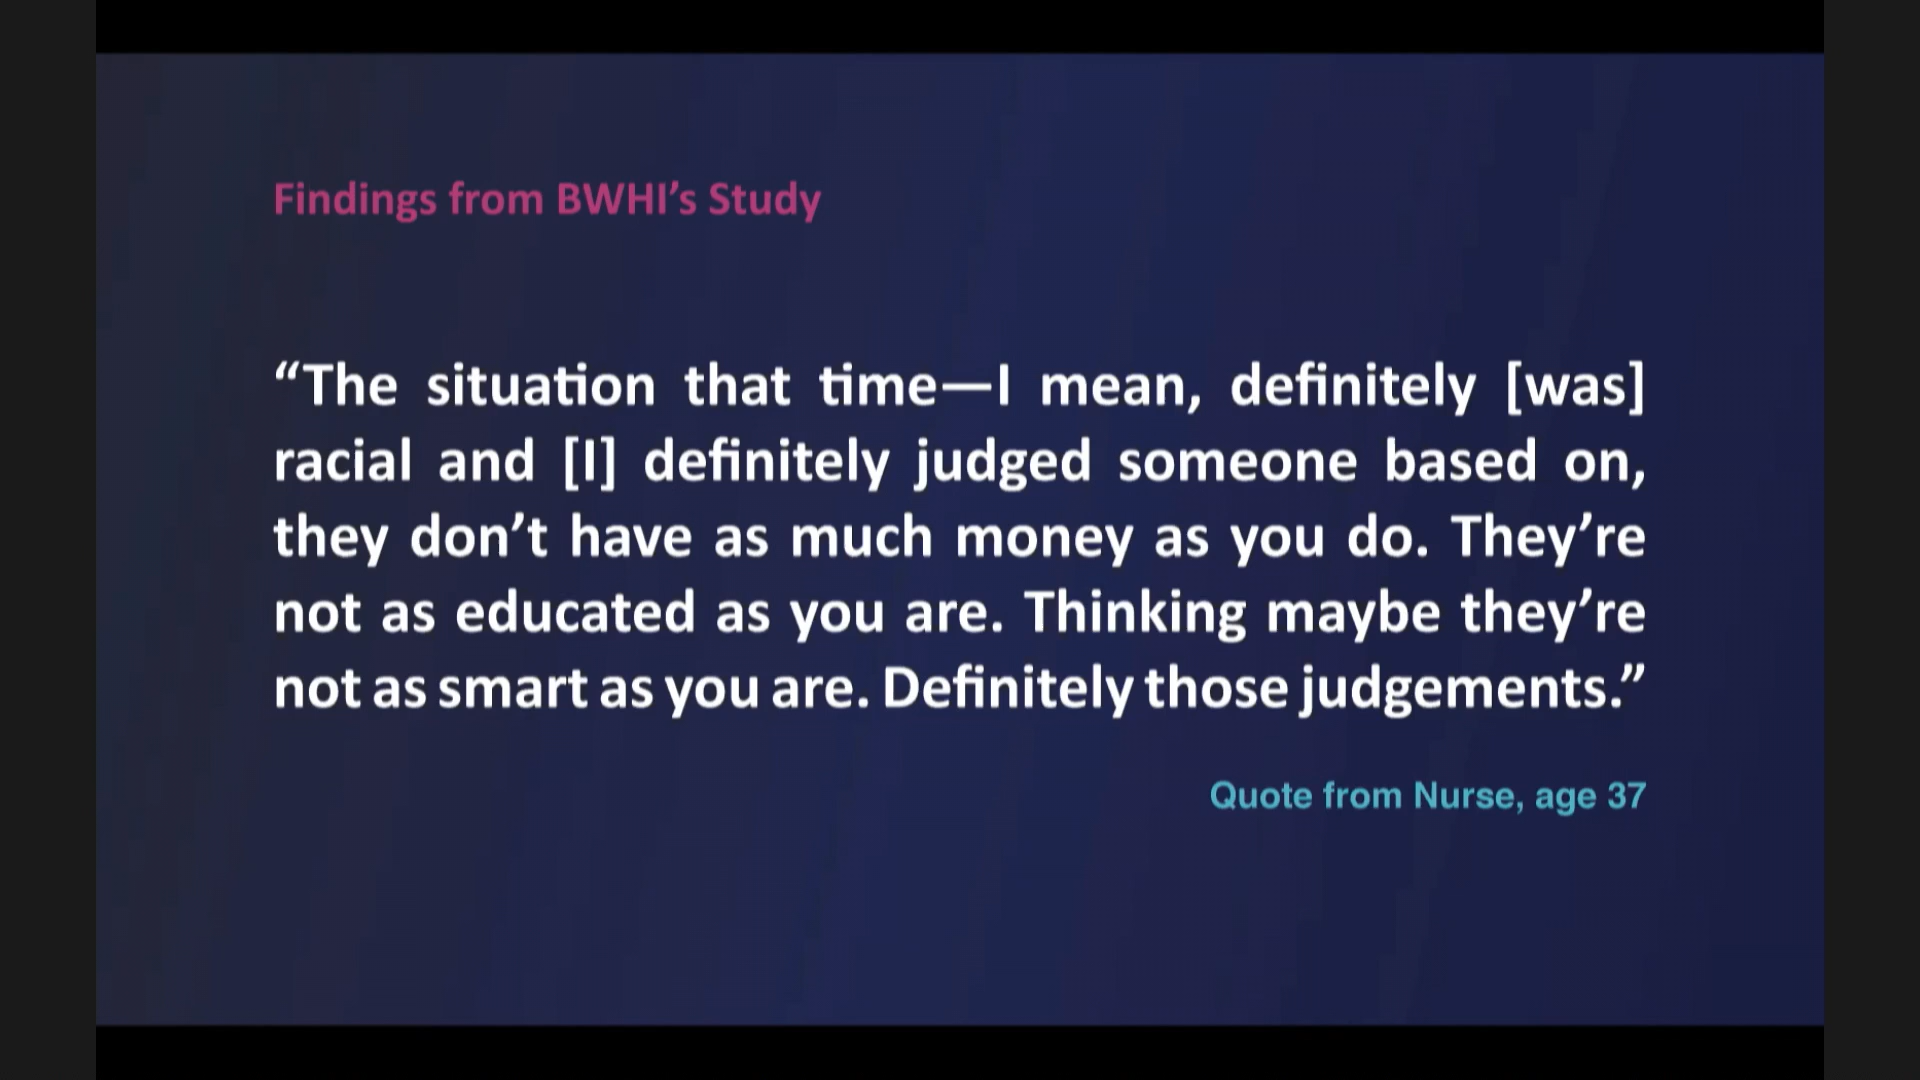 Findings from BWHI’s Study
“The situation that time—I mean, definitely [was]
racial and [I] definitely judged someone based on,
they don’t have as much money as you do. They’re
not as educated as you are. Thinking maybe they’re
not as smart as you are. Definitely those judgements.”
Quote from Nurse, age 37